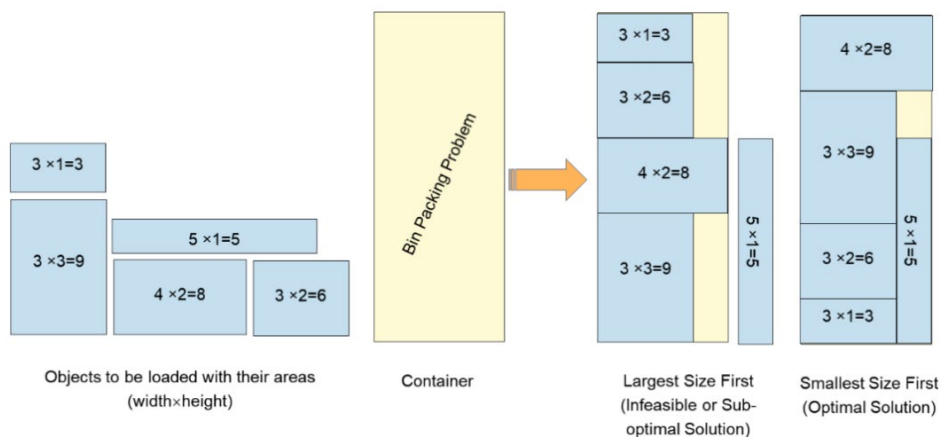 3 ×1=3
3 ×3=9
5 ×1=5
4 ×2=8
3 ×2=6
Objects to be loaded with their areas
(width×height)
Bin Packing Problem
Container
3 ×1=3
3 ×2=6
4 ×2=8
3 ×3=9
5 ×1=5
Largest Size First
(Infeasible or Sub-
optimal Solution)
4 ×2=8
3 ×3=9
3 ×2=6
3 ×1=3
5 ×1=5
Smallest Size First
(Optimal Solution)